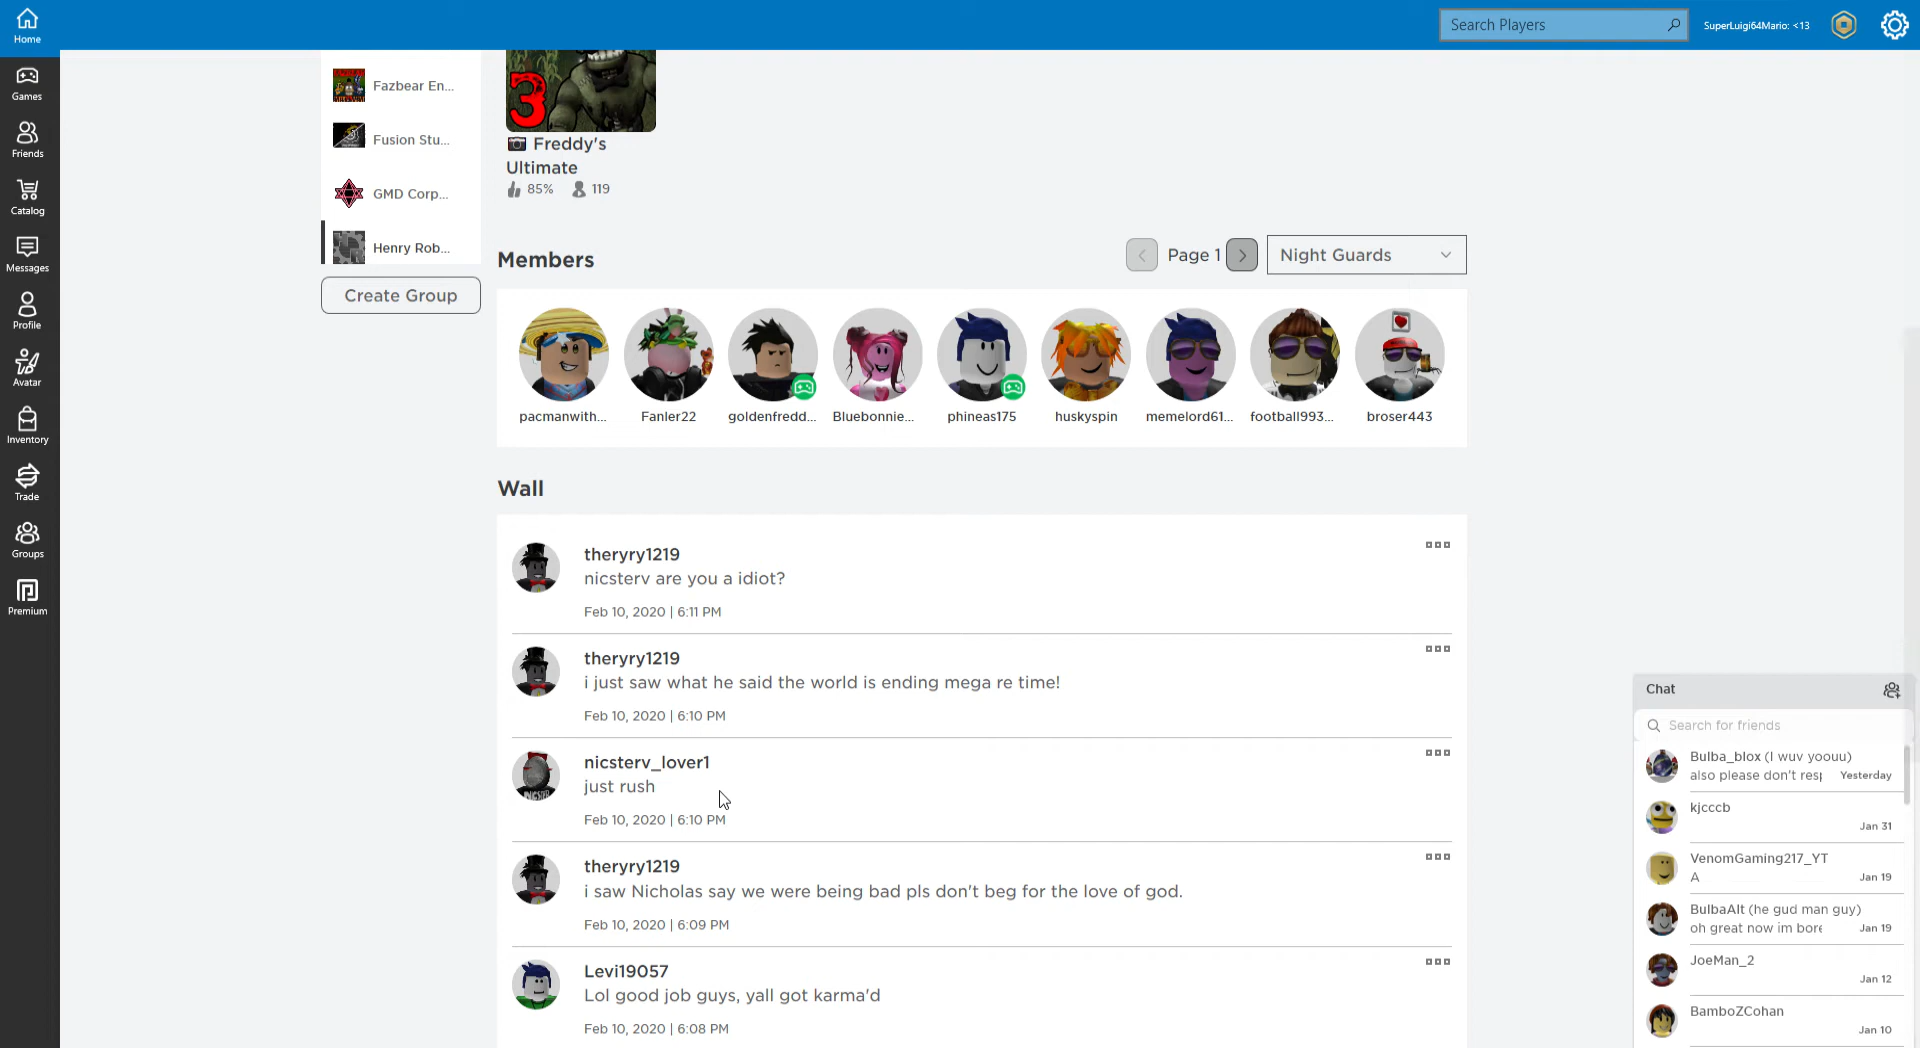 Home
Search Players
SuperLuigi64Mario: <13
Games
Friends
Catalog
Messages
Profile
Avatar
Inventory
Trade
Groups
Premium
Fazbear En...
Fusion Stu...
GMD Corp...
Henry Rob...
Create Group
3
Freddy's
Ultimate
85% 119
Members
Page 1
Night Guards
pacmanwith...
Fanler22
goldenfredd...
Bluebonnie...
phineas175
huskyspin
memelord61...
football993...
broser443
Wall
theryry1219
nicsterv are you a idiot?
Feb 10, 2020 | 6:11 PM
theryry1219
i just saw what he said the world is ending mega re time!
Feb 10, 2020 | 6:10 PM
nicsterv_lover1
just rush
Feb 10, 2020 | 6:10 PM
theryry1219
i saw Nicholas say we were being bad pls don't beg for the love of god.
Feb 10, 2020 | 6:09 PM
Levi19057
Lol good job guys, yall got karma'd
Feb 10, 2020 | 6:08 PM
Chat
Search for friends
Bulba_blox (I wuv yoouu)
also please don't resp Yesterday
kjcccb
Jan 31
VenomGaming217_YT
A Jan 19
BulbaAlt (he gud man guy)
oh great now im bore Jan 19
JoeMan_2
Jan 12
BamboZCohan
Jan 10